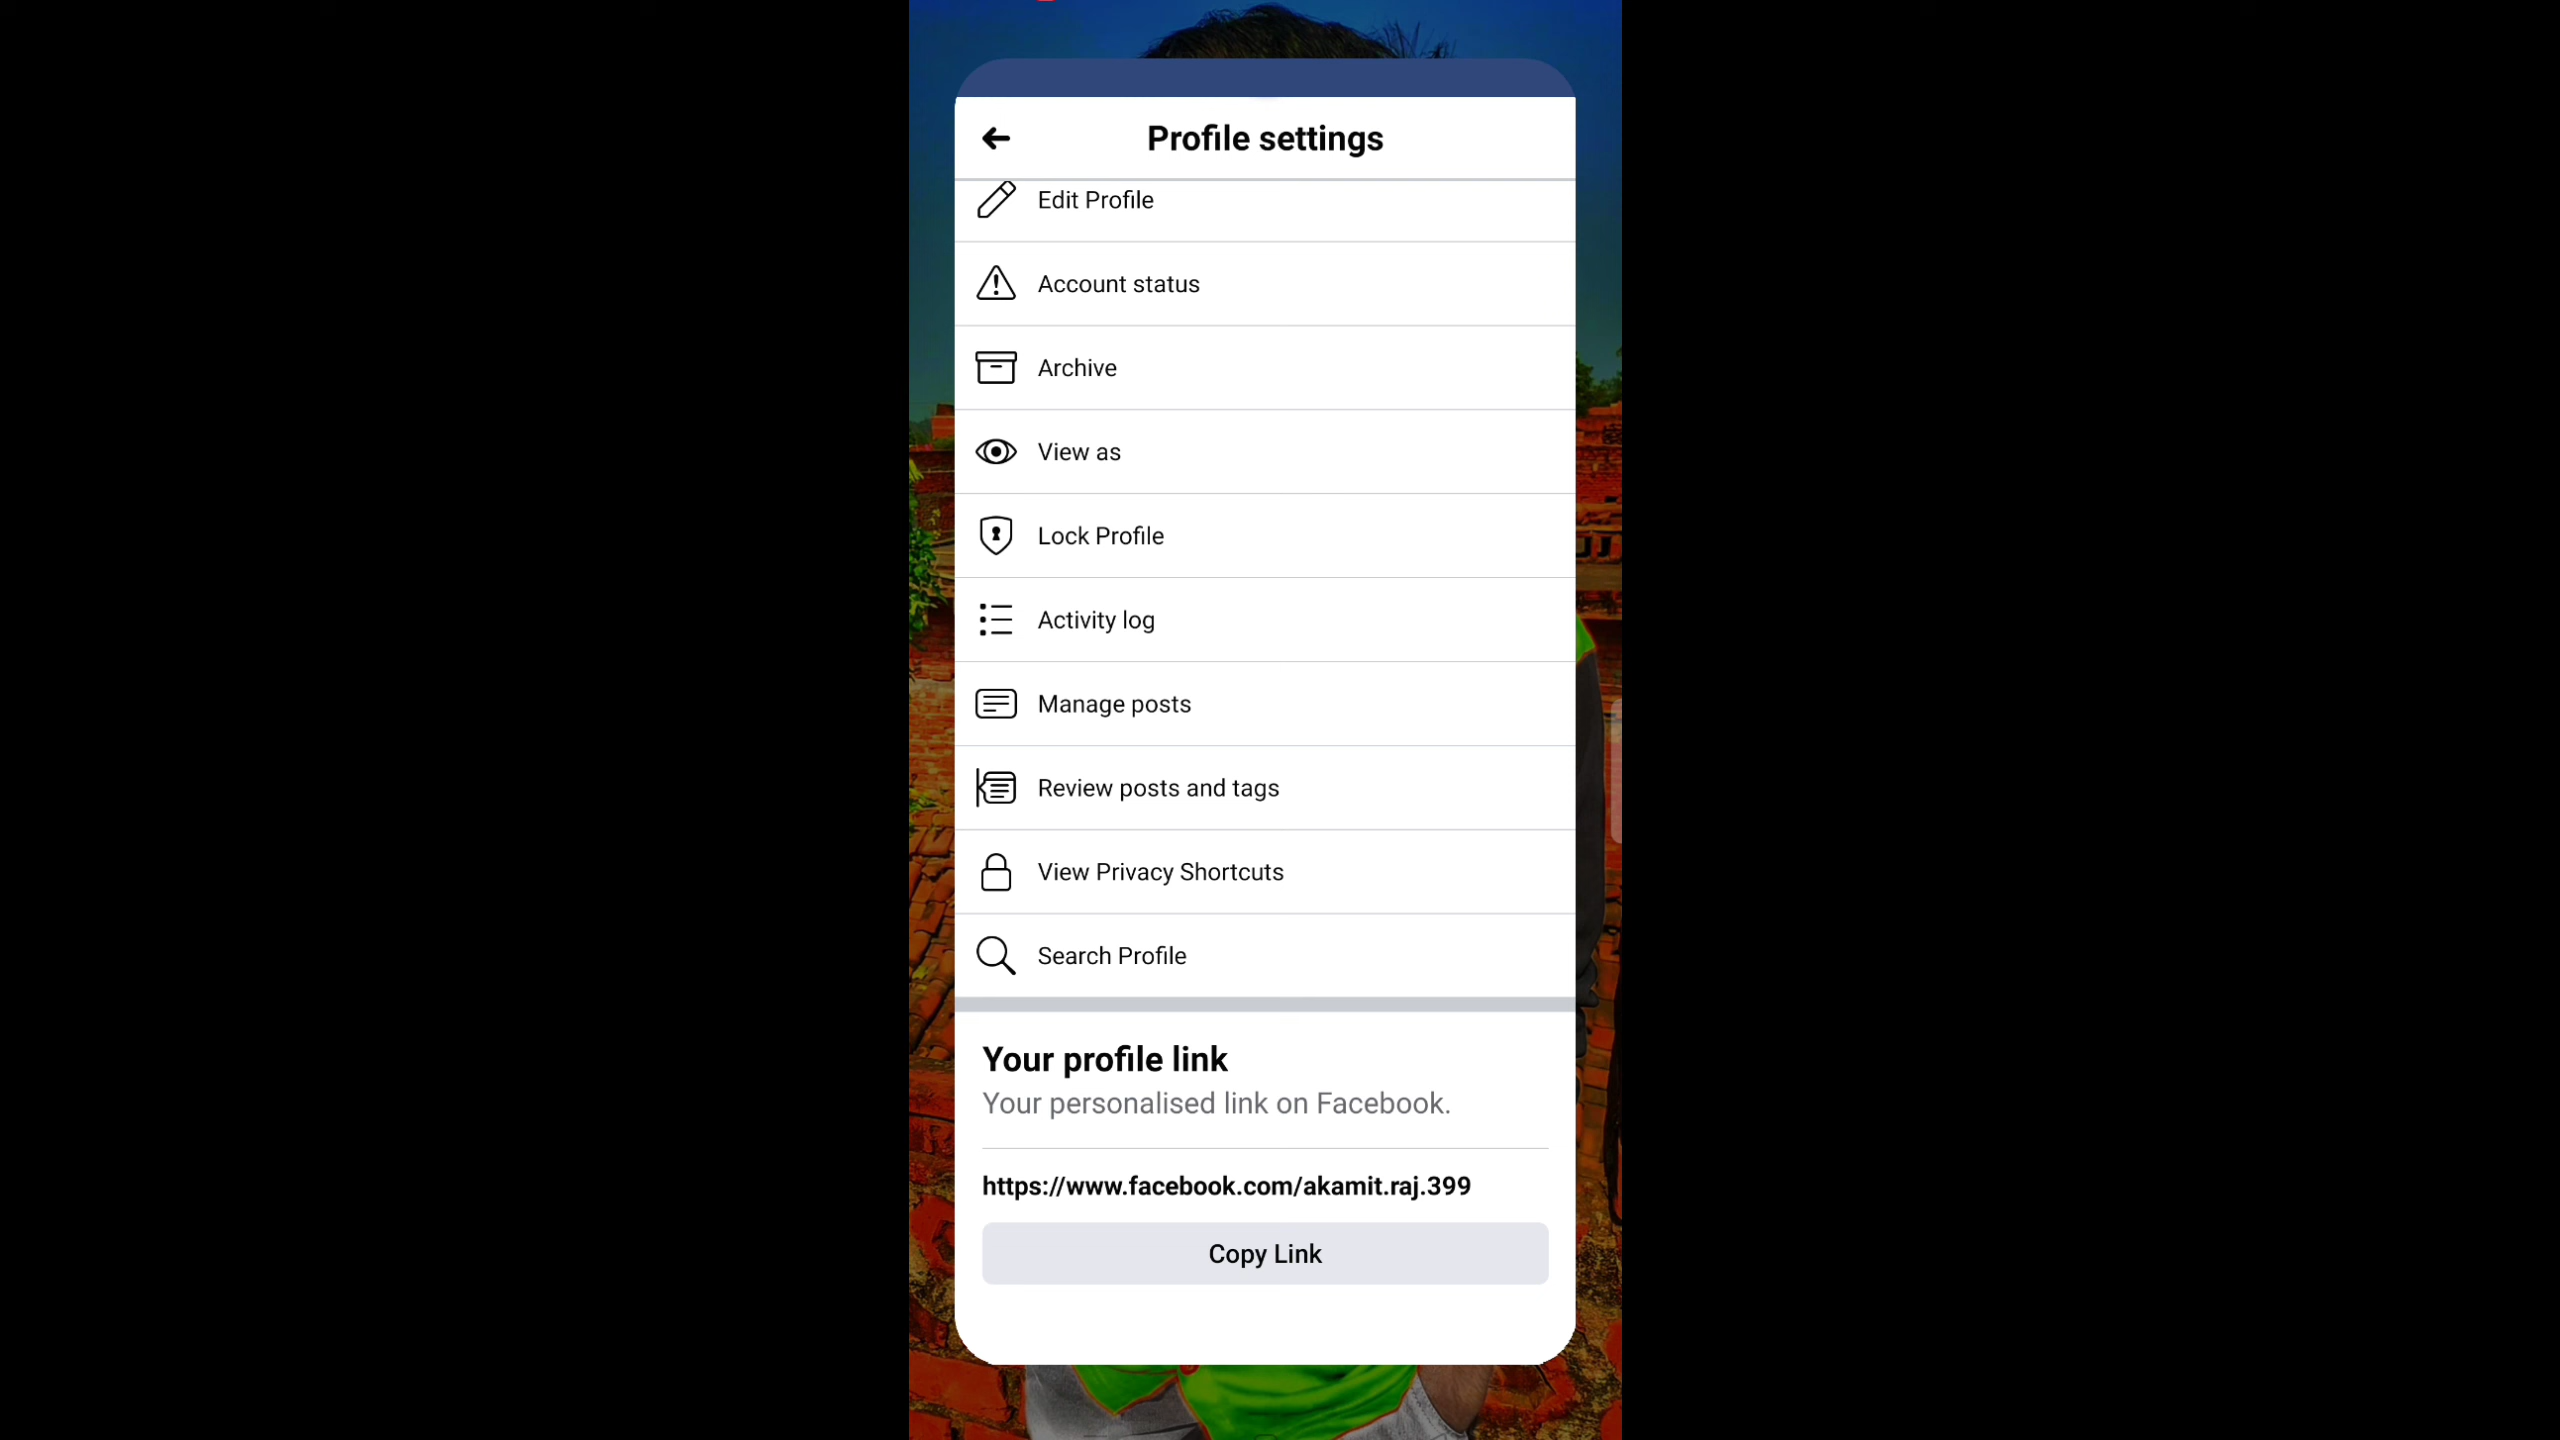 Profile settings
Edit Profile
Account status
Archive
View as
Lock Profile
Activity log
Manage posts
Review posts and tags
View Privacy Shortcuts
Search Profile
Your profile link
Your personalised link on Facebook.
https://www.facebook.com/akamit.raj.399
Copy Link